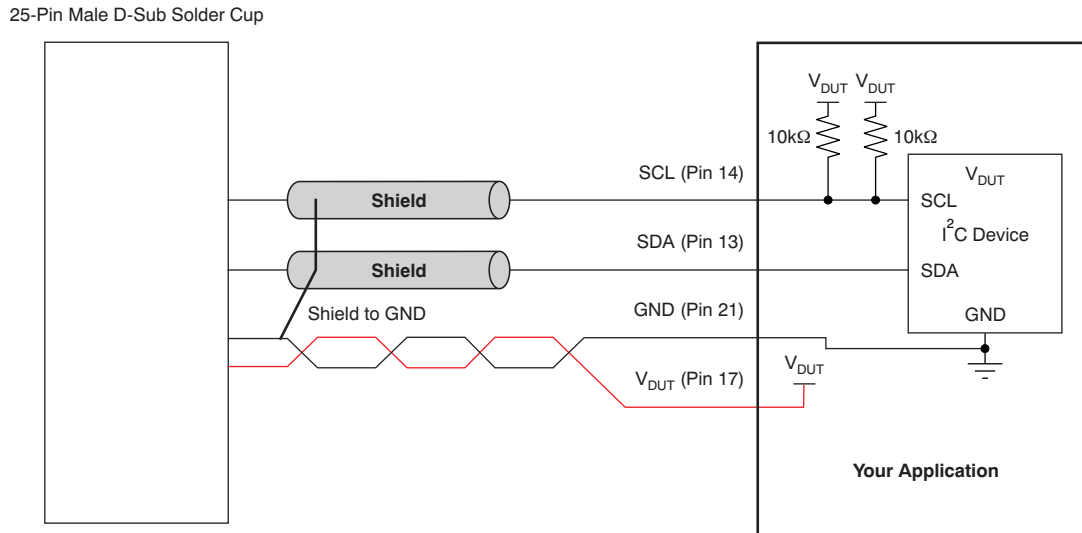 25-Pin Male D-Sub Solder Cup
V_DUT V_DUT
10kΩ 10kΩ
SCL (Pin 14)
Shield
V_DUT
SCL
I²C Device
SDA (Pin 13)
Shield
SDA
Shield to GND
GND (Pin 21)
GND
V_DUT (Pin 17)
V_DUT
Your Application